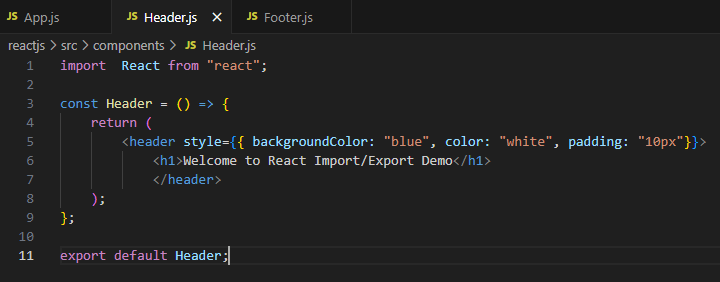 JS App.js JS Header.js × JS Footer.js
reactjs > src > components > JS Header.js
1 import  React from "react";
2
3 const Header = () => {
4     return (
5         <header style={{ backgroundColor: "blue", color: "white", padding: "10px"}}>
6             <h1>Welcome to React Import/Export Demo</h1>
7             </header>
8     );
9 };
10
11 export default Header;